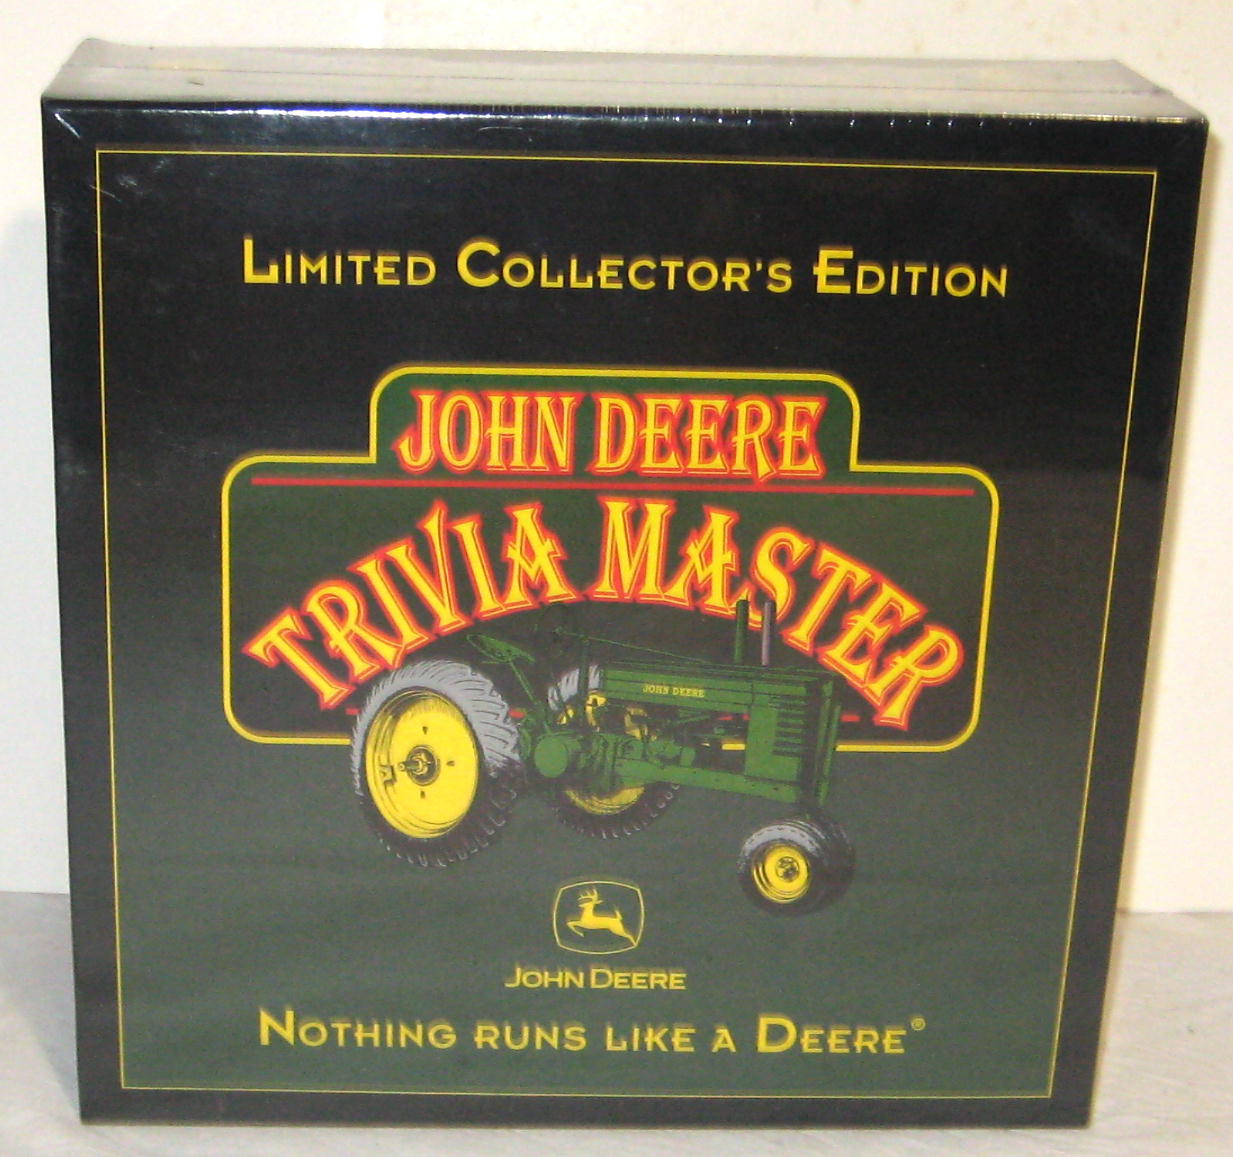 LIMITED COLLECTOR'S EDITION
JOHN DEERE
TRIVIA MASTER
JOHN DEERE
JOHN DEERE
NOTHING RUNS LIKE A DEERE®